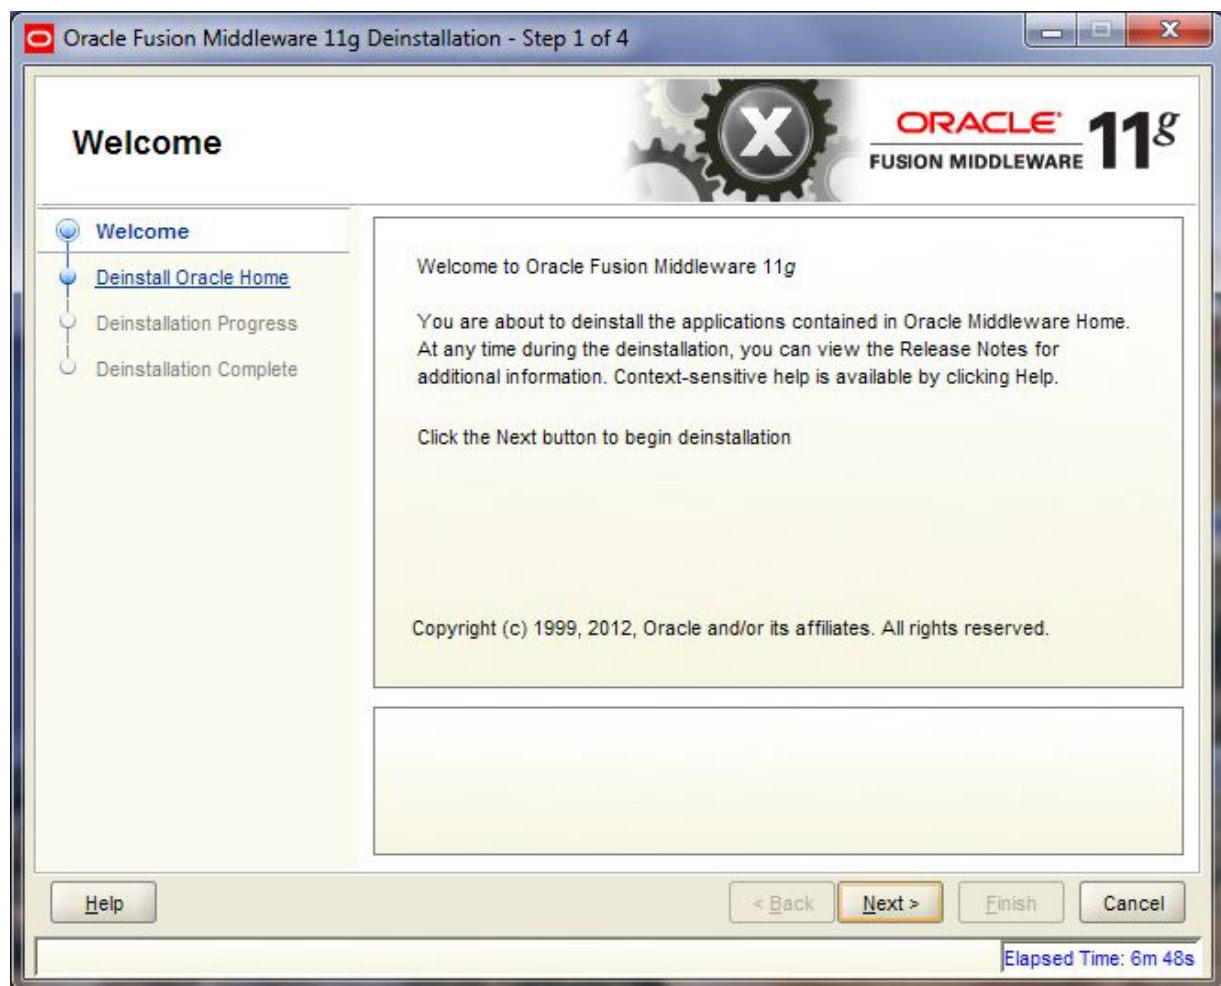 Oracle Fusion Middleware 11g Deinstallation - Step 1 of 4
Welcome
X
ORACLE
FUSION MIDDLEWARE 11g
Welcome
Deinstall Oracle Home
Deinstallation Progress
Deinstallation Complete
Welcome to Oracle Fusion Middleware 11g
You are about to deinstall the applications contained in Oracle Middleware Home.
At any time during the deinstallation, you can view the Release Notes for
additional information. Context-sensitive help is available by clicking Help.
Click the Next button to begin deinstallation
Copyright (c) 1999, 2012, Oracle and/or its affiliates. All rights reserved.
Help
< Back
Next >
Finish
Cancel
Elapsed Time: 6m 48s